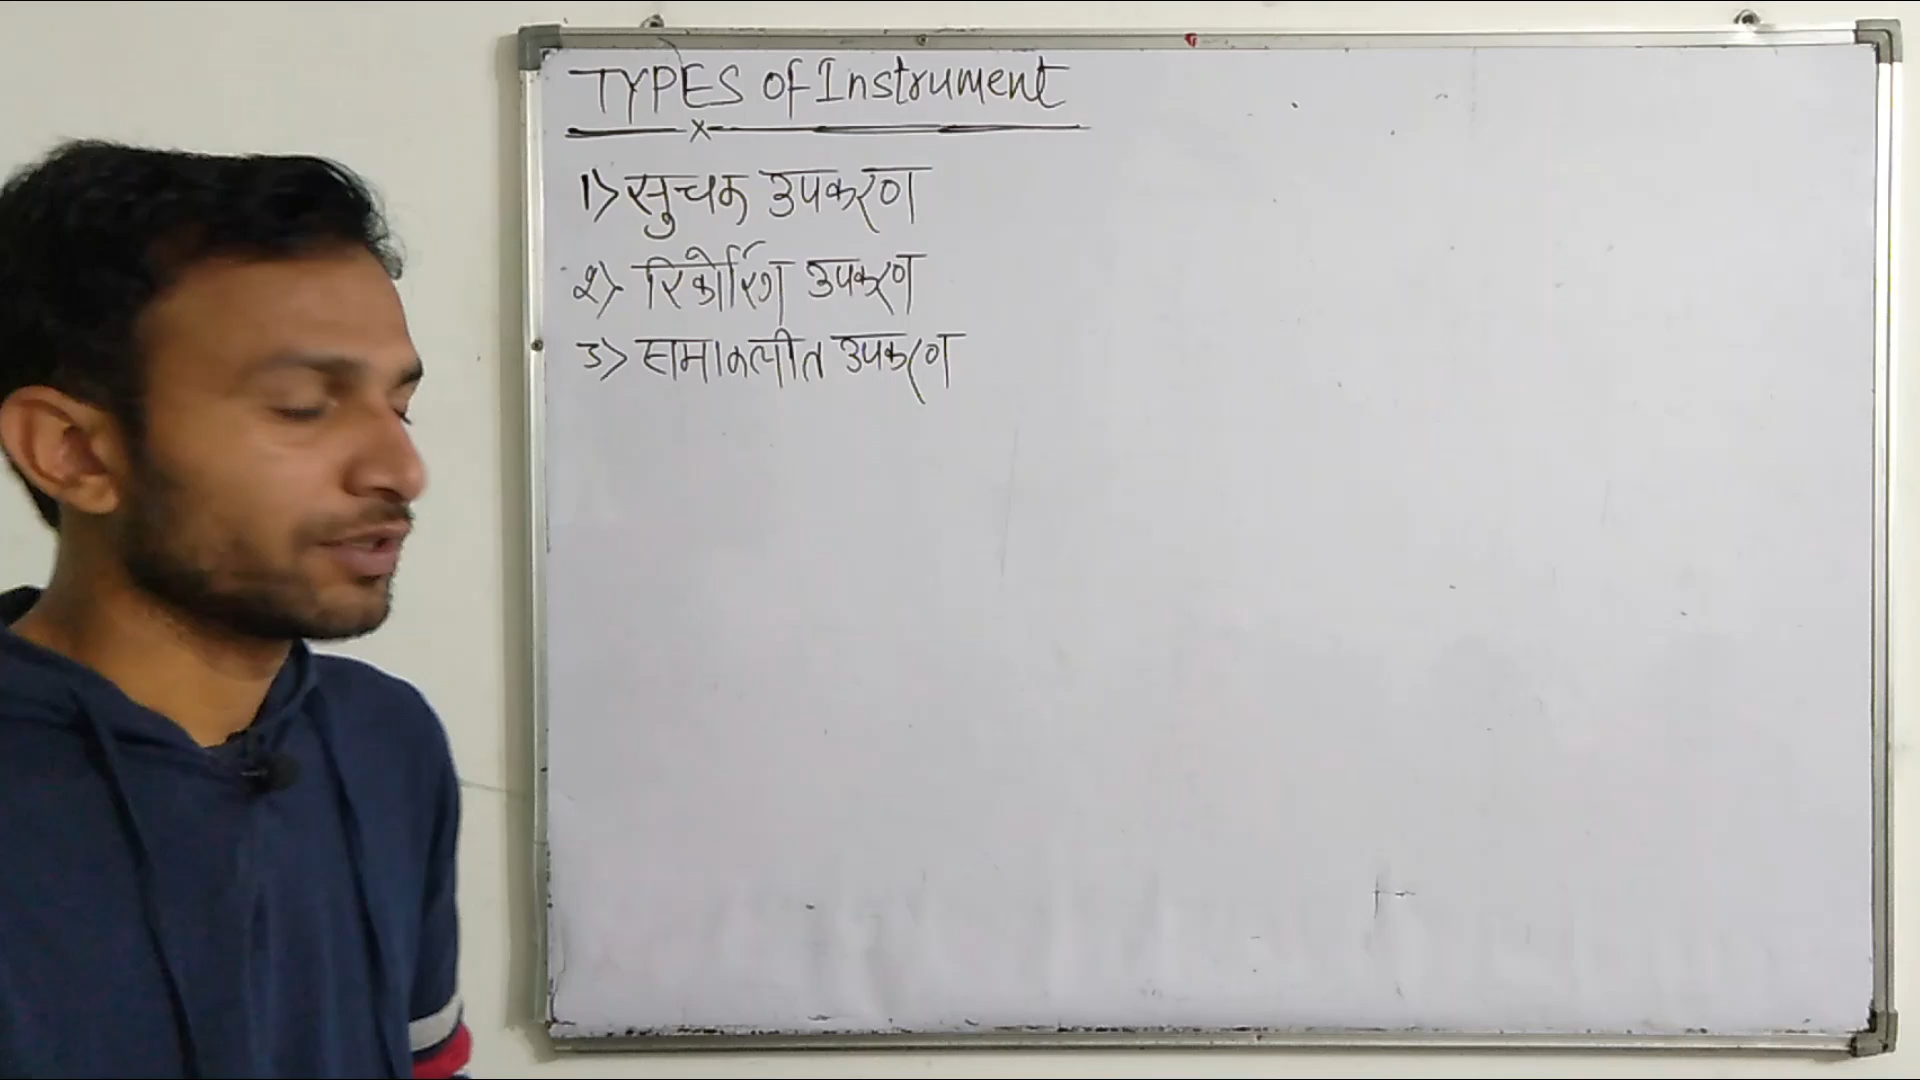 TYPES of Instrument
1> सुचक उपकरण
2> रिकोरिंग उपकरण
3> समाकलीत उपकरण